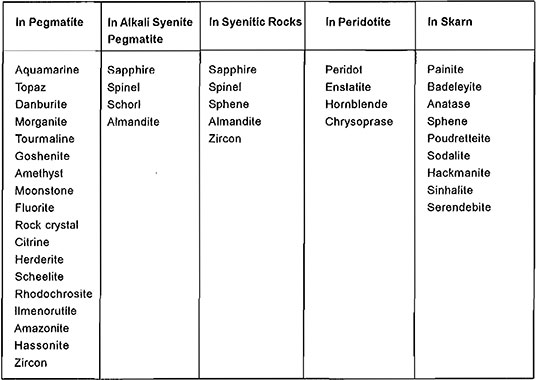 In Pegmatite
In Alkali Syenite
Pegmatite
In Syenitic Rocks
In Peridotite
In Skarn
Aquamarine
Topaz
Danburite
Morganite
Tourmaline
Goshenite
Amethyst
Moonstone
Fluorite
Rock crystal
Citrine
Herderite
Scheelite
Rhodochrosite
Ilmenorutile
Amazonite
Hassonite
Zircon
Sapphire
Spinel
Schorl
Almandite
Sapphire
Spinel
Sphene
Almandite
Zircon
Peridot
Enstatite
Hornblende
Chrysoprase
Painite
Badeleyite
Anatase
Sphene
Poudretteite
Sodalite
Hackmanite
Sinhalite
Serendebite